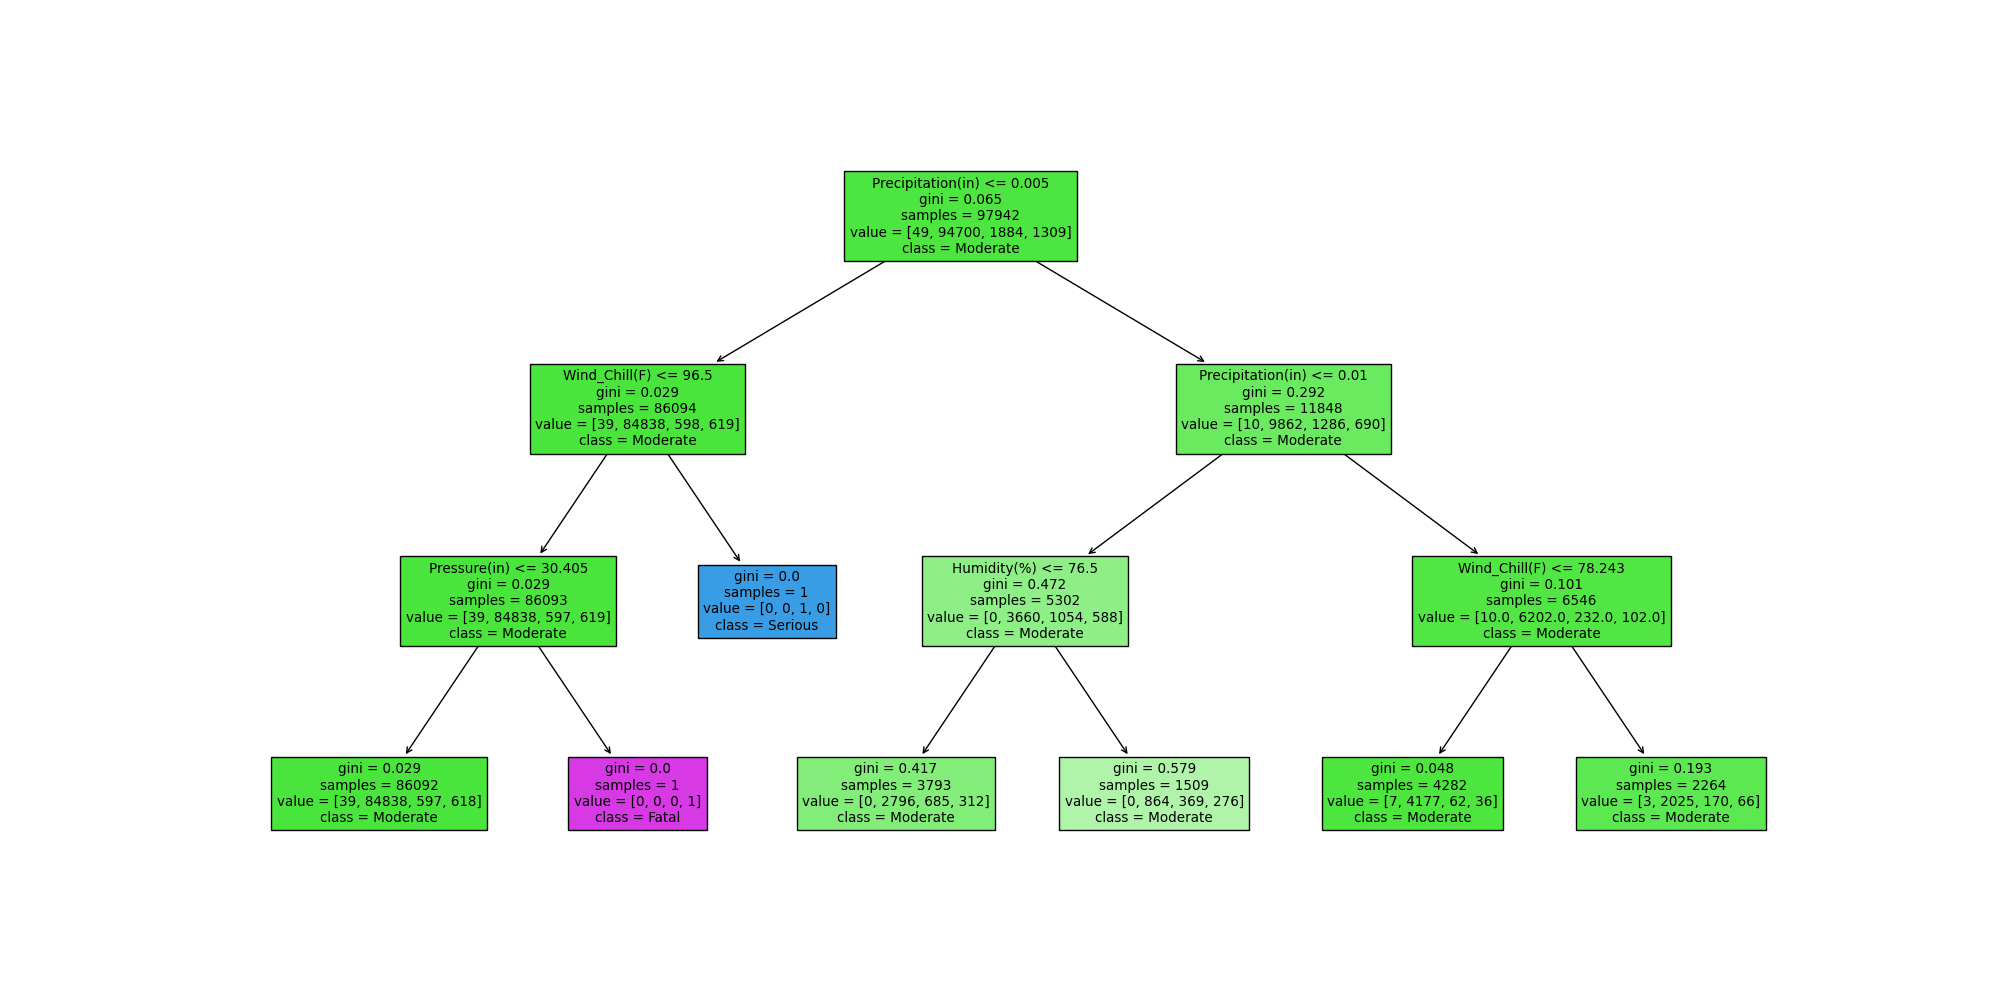 Precipitation(in) <= 0.005
gini = 0.065
samples = 97942
value = [49, 94700, 1884, 1309]
class = Moderate
Wind_Chill(F) <= 96.5
gini = 0.029
samples = 86094
value = [39, 84838, 598, 619]
class = Moderate
Precipitation(in) <= 0.01
gini = 0.292
samples = 11848
value = [10, 9862, 1286, 690]
class = Moderate
Pressure(in) <= 30.405
gini = 0.029
samples = 86093
value = [39, 84838, 597, 619]
class = Moderate
gini = 0.0
samples = 1
value = [0, 0, 1, 0]
class = Serious
Humidity(%) <= 76.5
gini = 0.472
samples = 5302
value = [0, 3660, 1054, 588]
class = Moderate
Wind_Chill(F) <= 78.243
gini = 0.101
samples = 6546
value = [10.0, 6202.0, 232.0, 102.0]
class = Moderate
gini = 0.029
samples = 86092
value = [39, 84838, 597, 618]
class = Moderate
gini = 0.0
samples = 1
value = [0, 0, 0, 1]
class = Fatal
gini = 0.417
samples = 3793
value = [0, 2796, 685, 312]
class = Moderate
gini = 0.579
samples = 1509
value = [0, 864, 369, 276]
class = Moderate
gini = 0.048
samples = 4282
value = [7, 4177, 62, 36]
class = Moderate
gini = 0.193
samples = 2264
value = [3, 2025, 170, 66]
class = Moderate